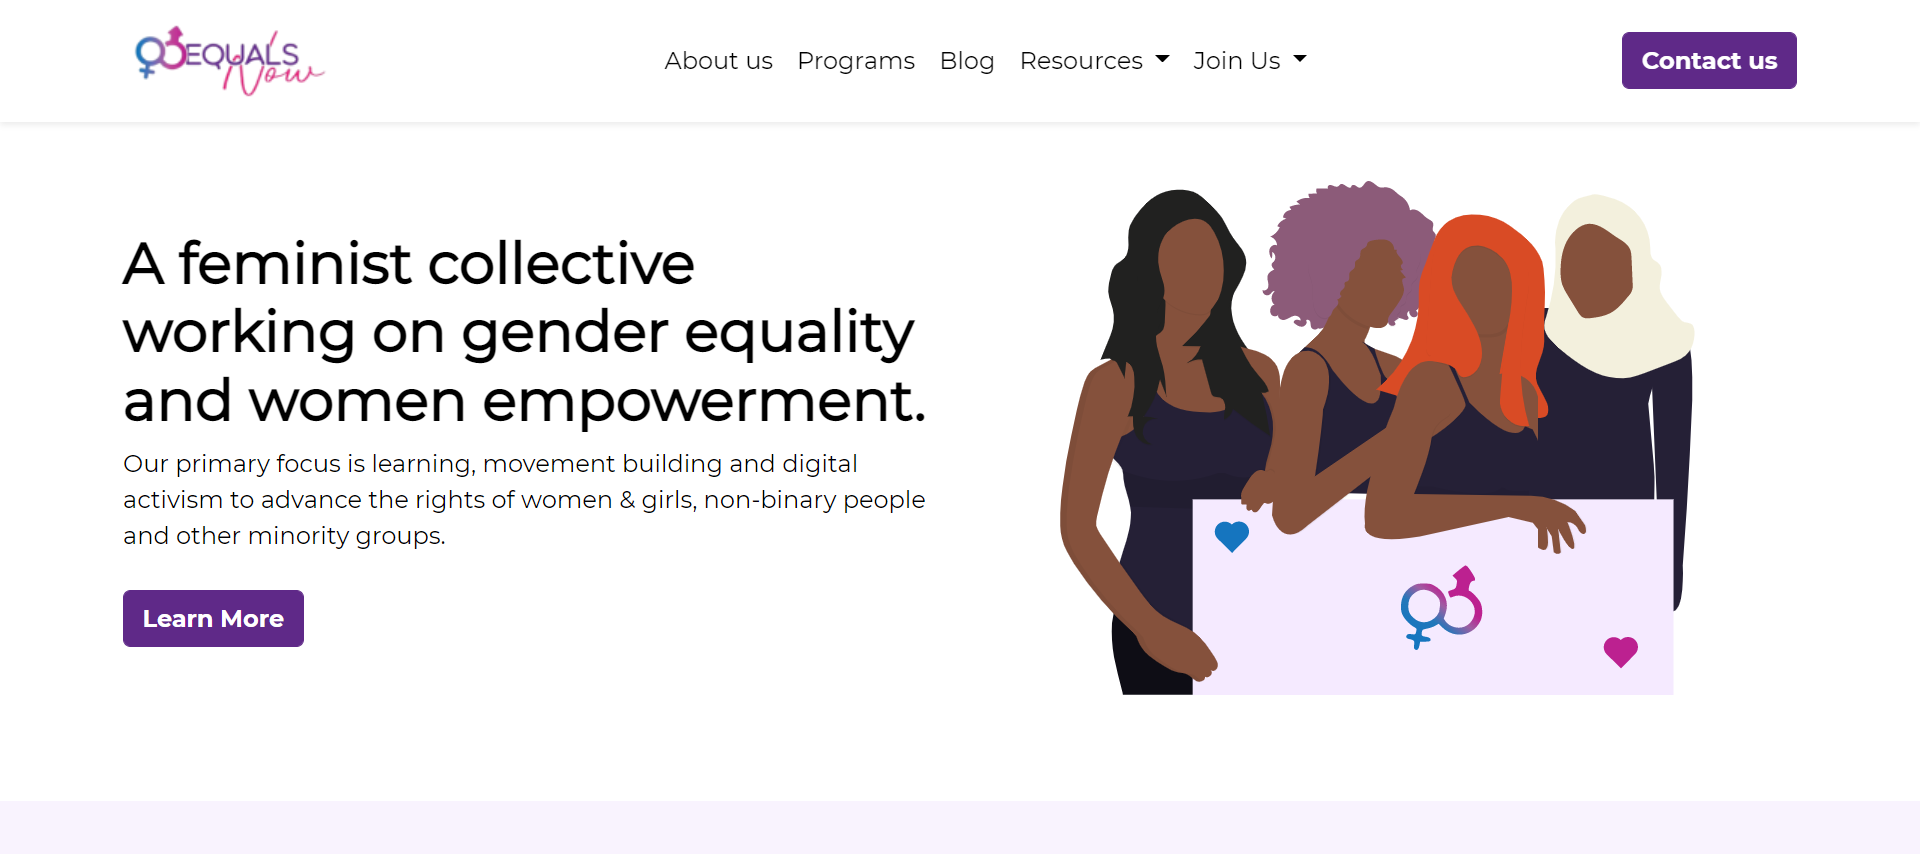 EQUALS
Now
About us
Programs
Blog
Resources
Join Us
Contact us
A feminist collective
working on gender equality
and women empowerment.
Our primary focus is learning, movement building and digital
activism to advance the rights of women & girls, non-binary people
and other minority groups.
Learn More